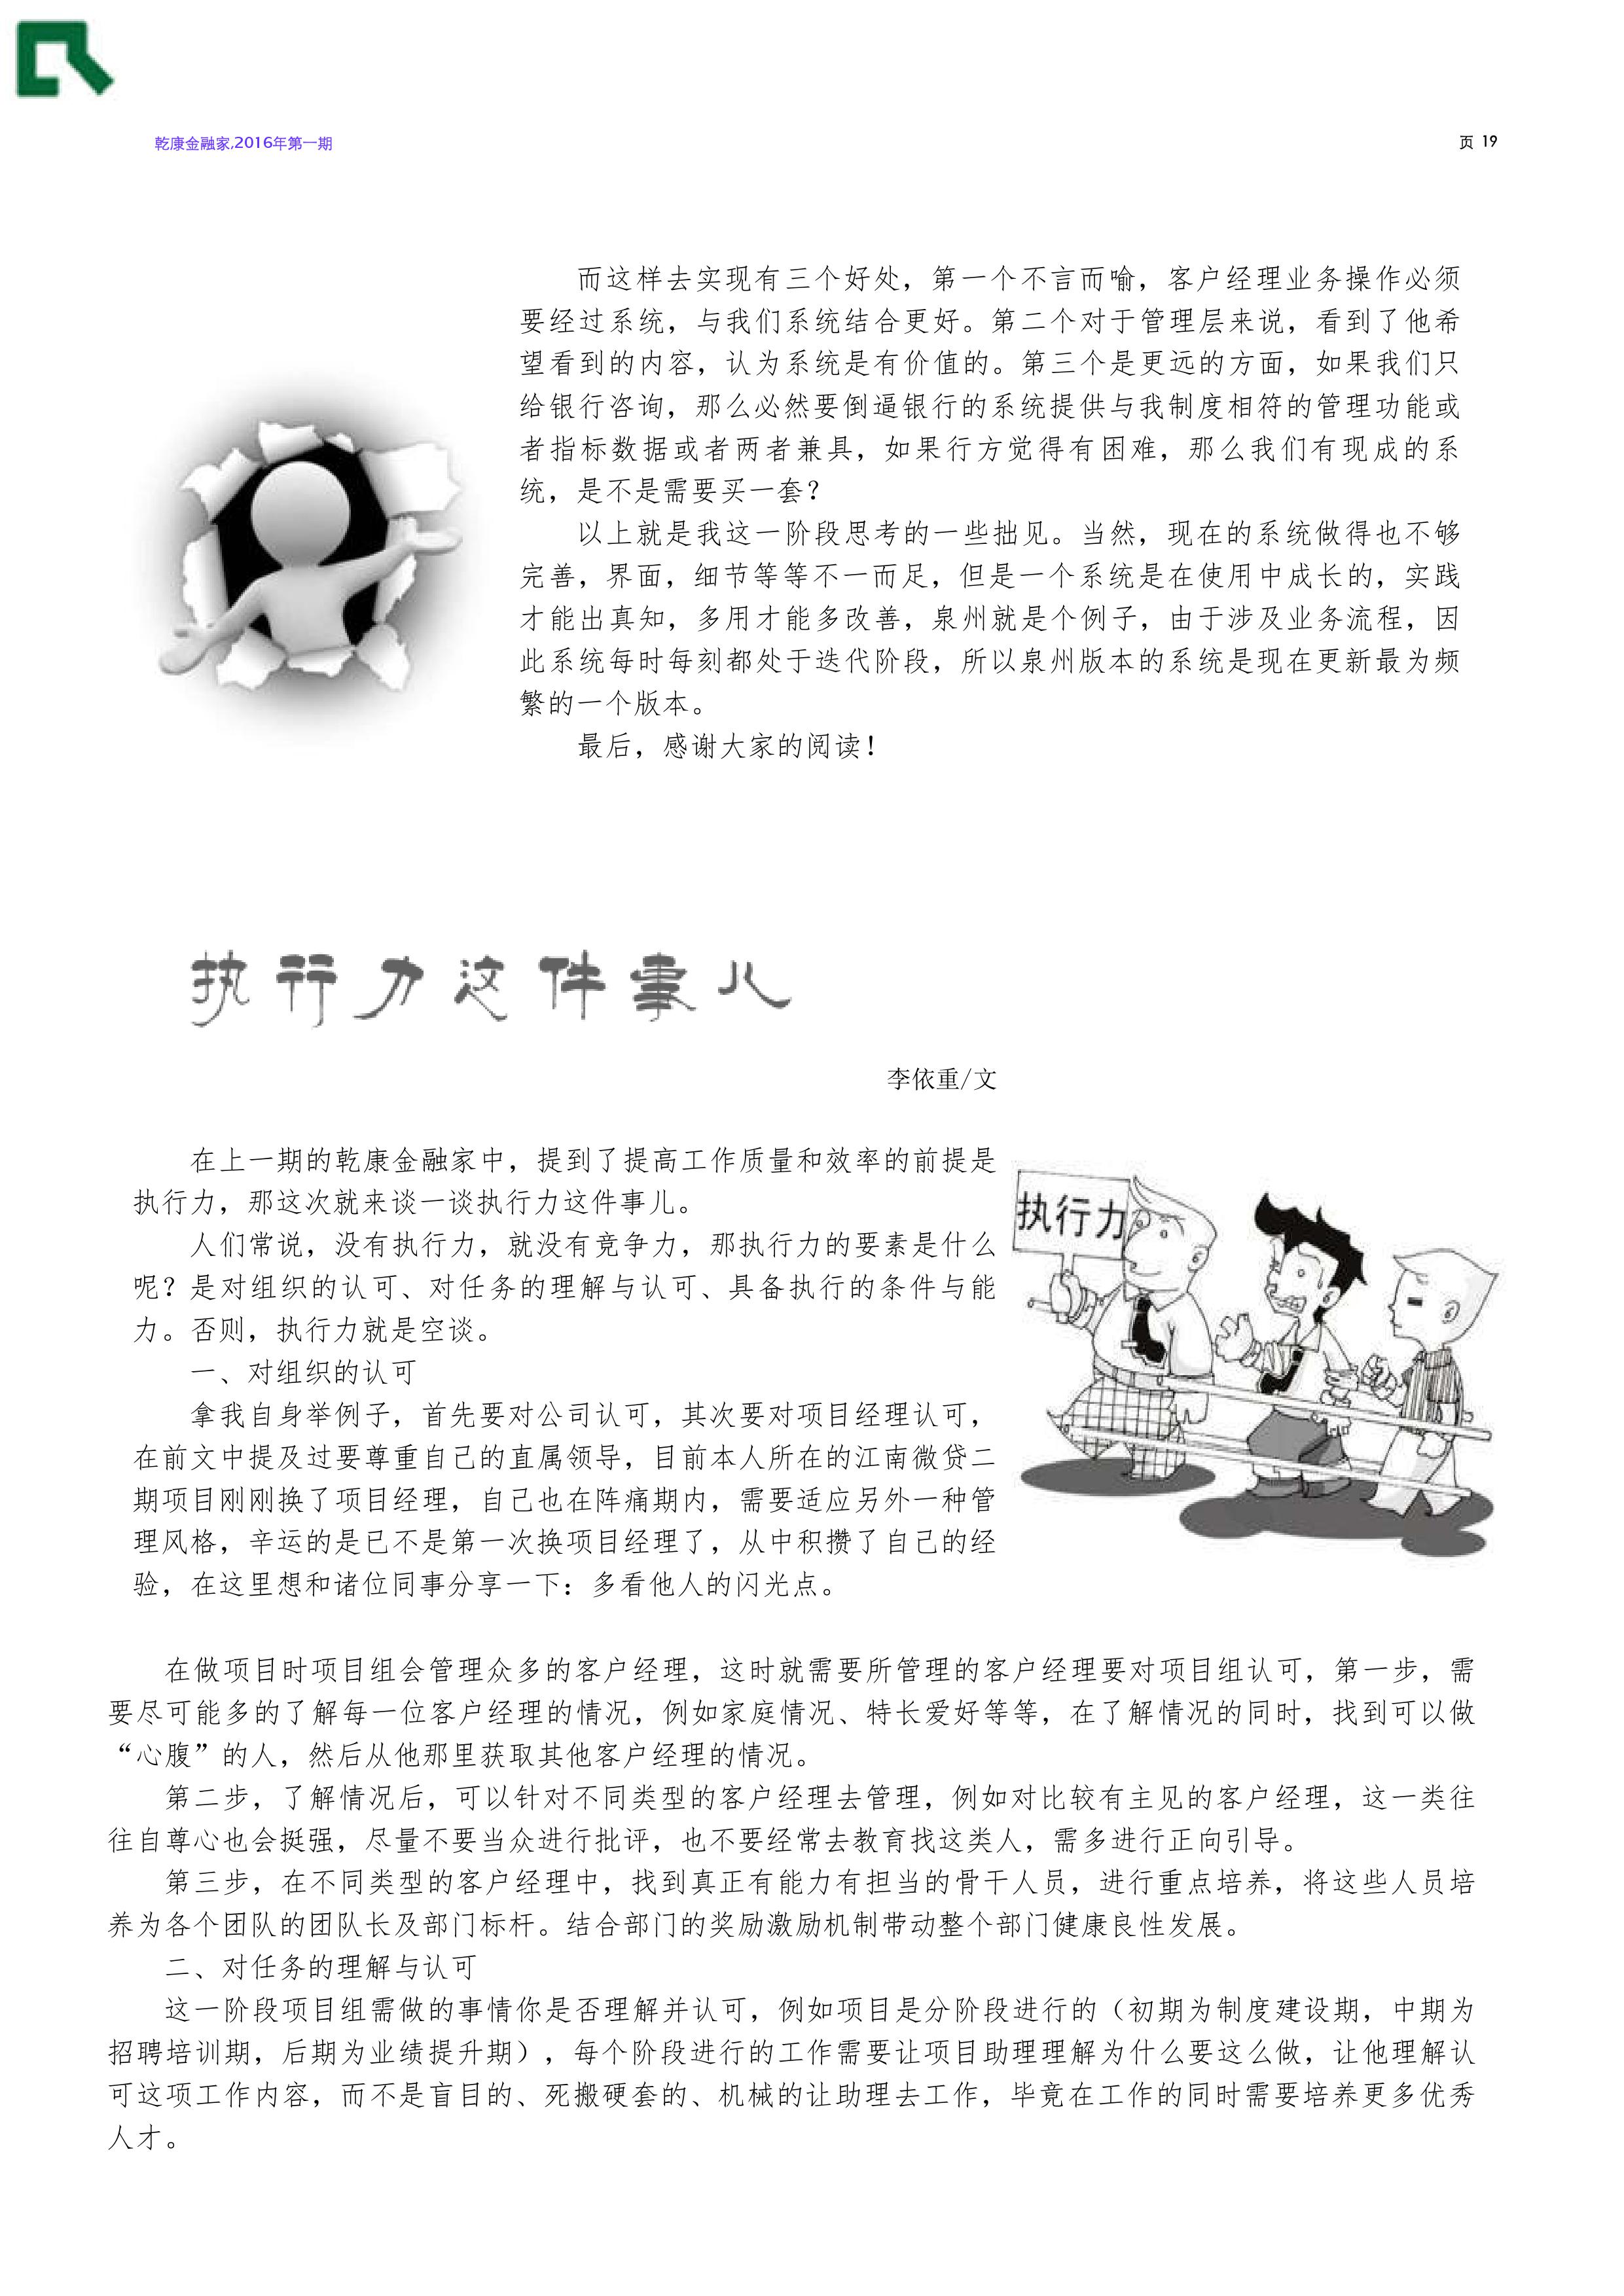 乾康金融家,2016年第一期
页 19
而这样去实现有三个好处，第一个不言而喻，客户经理业务操作必须
要经过系统，与我们系统结合更好。第二个对于管理层来说，看到了他希
望看到的内容，认为系统是有价值的。第三个是更远的方面，如果我们只
给银行咨询，那么必然要倒逼银行的系统提供与我制度相符的管理功能或
者指标数据或者两者兼具，如果行方觉得有困难，那么我们有现成的系
统，是不是需要买一套？
以上就是我这一阶段思考的一些拙见。当然，现在的系统做得也不够
完善，界面，细节等等不一而足，但是一个系统是在使用中成长的，实践
才能出真知，多用才能多改善，泉州就是个例子，由于涉及业务流程，因
此系统每时每刻都处于迭代阶段，所以泉州版本的系统是现在更新最为频
繁的一个版本。
最后，感谢大家的阅读！
执行力这件事儿
李依重/文
在上一期的乾康金融家中，提到了提高工作质量和效率的前提是
执行力，那这次就来谈一谈执行力这件事儿。
人们常说，没有执行力，就没有竞争力，那执行力的要素是什么
呢？是对组织的认可、对任务的理解与认可、具备执行的条件与能
力。否则，执行力就是空谈。
一、对组织的认可
拿我自身举例子，首先要对公司认可，其次要对项目经理认可，
在前文中提及过要尊重自己的直属领导，目前本人所在的江南微贷二
期项目刚刚换了项目经理，自己也在阵痛期内，需要适应另外一种管
理风格，辛运的是已不是第一次换项目经理了，从中积攒了自己的经
验，在这里想和诸位同事分享一下：多看他人的闪光点。
执行力
在做项目时项目组会管理众多的客户经理，这时就需要所管理的客户经理要对项目组认可，第一步，需
要尽可能多的了解每一位客户经理的情况，例如家庭情况、特长爱好等等，在了解情况的同时，找到可以做
“心腹”的人，然后从他那里获取其他客户经理的情况。
第二步，了解情况后，可以针对不同类型的客户经理去管理，例如对比较有主见的客户经理，这一类往
往自尊心也会挺强，尽量不要当众进行批评，也不要经常去教育找这类人，需多进行正向引导。
第三步，在不同类型的客户经理中，找到真正有能力有担当的骨干人员，进行重点培养，将这些人员培
养为各个团队的团队长及部门标杆。结合部门的奖励激励机制带动整个部门健康良性发展。
二、对任务的理解与认可
这一阶段项目组需做的事情你是否理解并认可，例如项目是分阶段进行的（初期为制度建设期，中期为
招聘培训期，后期为业绩提升期），每个阶段进行的工作需要让项目助理理解为什么要这么做，让他理解认
可这项工作内容，而不是盲目的、死搬硬套的、机械的让助理去工作，毕竟在工作的同时需要培养更多优秀
人才。